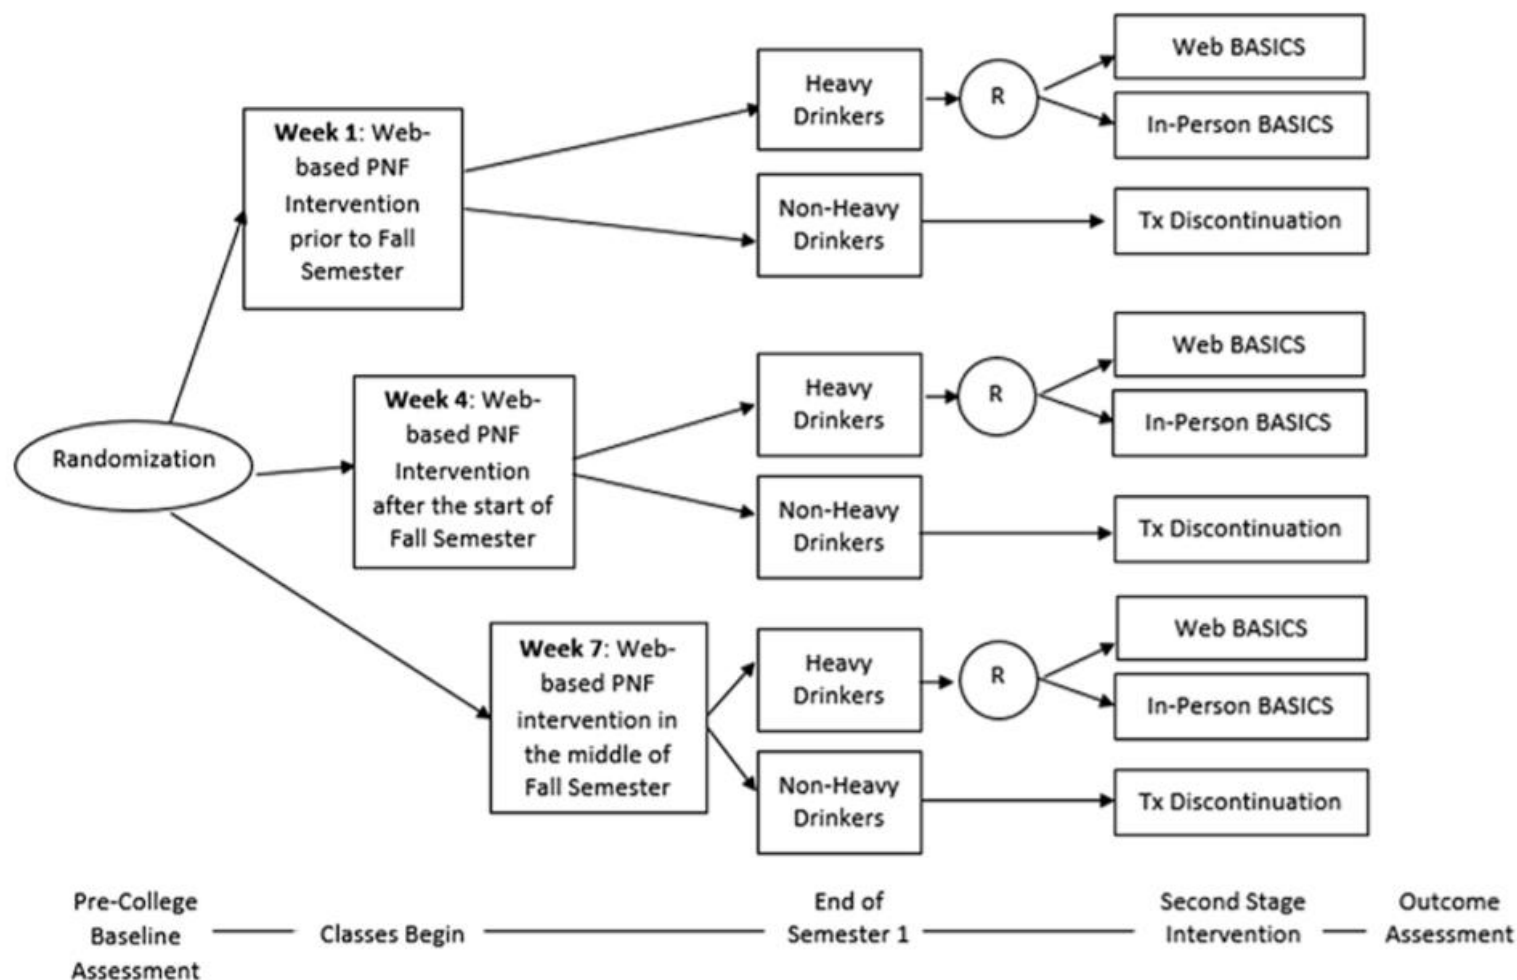 Randomization
Week 1: Web-
based PNF
Intervention
prior to Fall
Semester
Heavy
Drinkers
R
Web BASICS
In-Person BASICS
Non-Heavy
Drinkers
Tx Discontinuation
Week 4: Web-
based PNF
Intervention
after the start of
Fall Semester
Heavy
Drinkers
R
Web BASICS
In-Person BASICS
Non-Heavy
Drinkers
Tx Discontinuation
Week 7: Web-
based PNF
intervention in
the middle of
Fall Semester
Heavy
Drinkers
R
Web BASICS
In-Person BASICS
Non-Heavy
Drinkers
Tx Discontinuation
Pre-College
Baseline
Assessment
Classes Begin
End of
Semester 1
Second Stage
Intervention
Outcome
Assessment